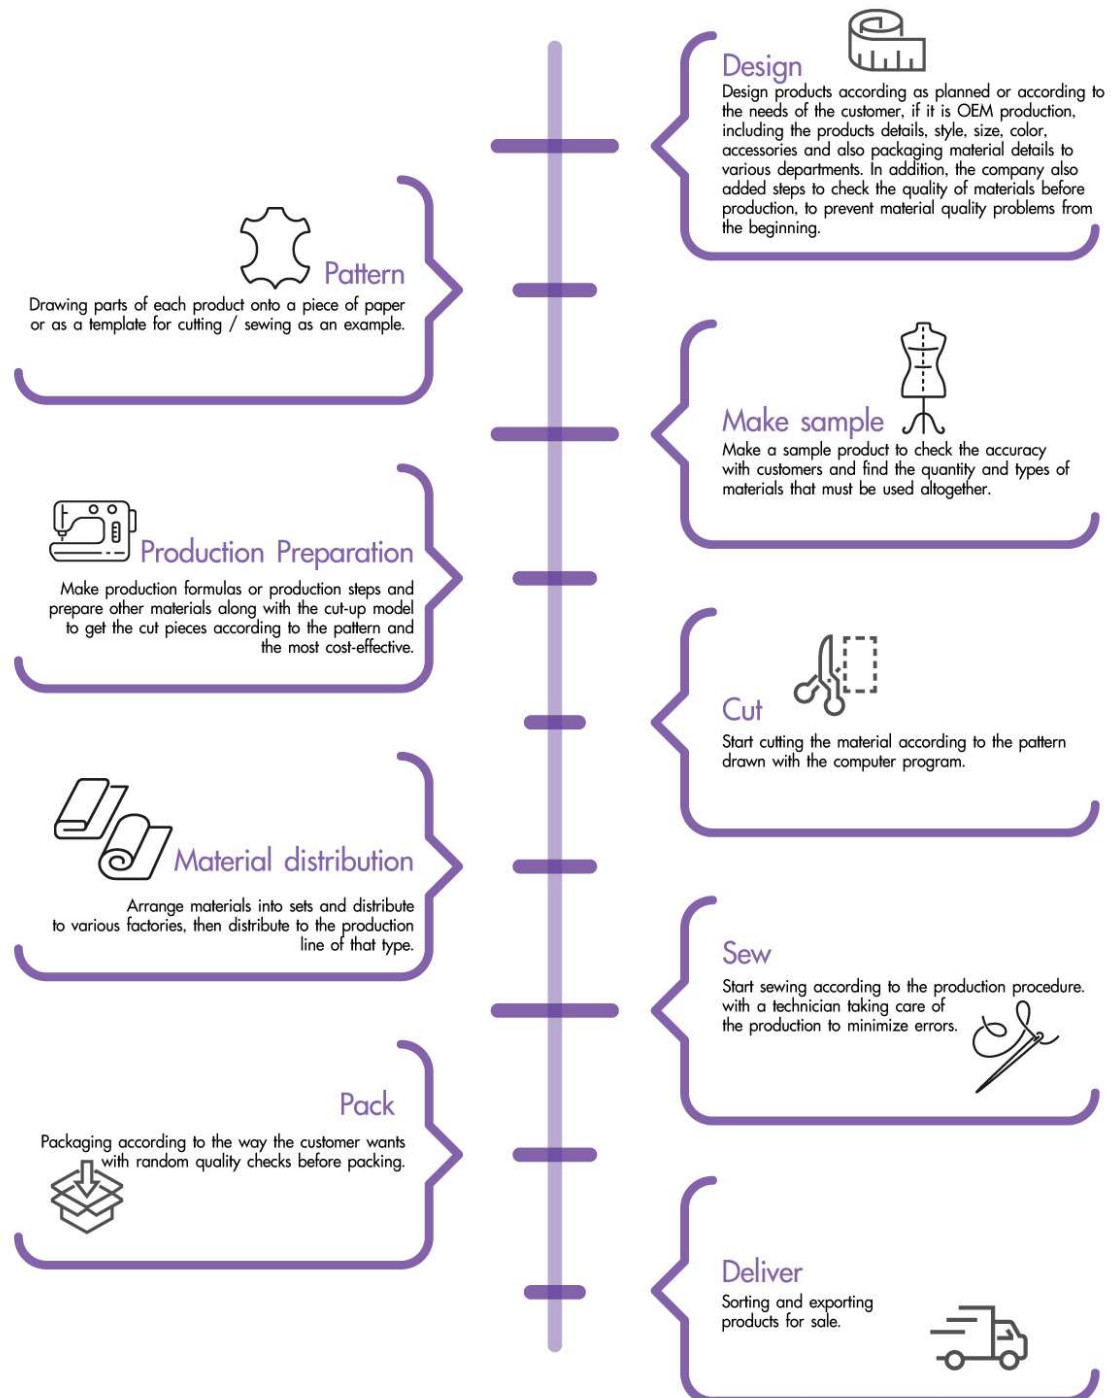 Design
Design products according as planned or according to
the needs of the customer, if it is OEM production,
including the products details, style, size, color,
accessories and also packaging material details to
various departments. In addition, the company also
added steps to check the quality of materials before
production, to prevent material quality problems from
the beginning.
Pattern
Drawing parts of each product onto a piece of paper
or as a template for cutting / sewing as an example.
Make sample
Make a sample product to check the accuracy
with customers and find the quantity and types of
materials that must be used altogether.
Production Preparation
Make production formulas or production steps and
prepare other materials along with the cut-up model
to get the cut pieces according to the pattern and
the most cost-effective.
Cut
Start cutting the material according to the pattern
drawn with the computer program.
Material distribution
Arrange materials into sets and distribute
to various factories, then distribute to the production
line of that type.
Sew
Start sewing according to the production procedure.
with a technician taking care of
the production to minimize errors.
Pack
Packaging according to the way the customer wants
with random quality checks before packing.
Deliver
Sorting and exporting
products for sale.